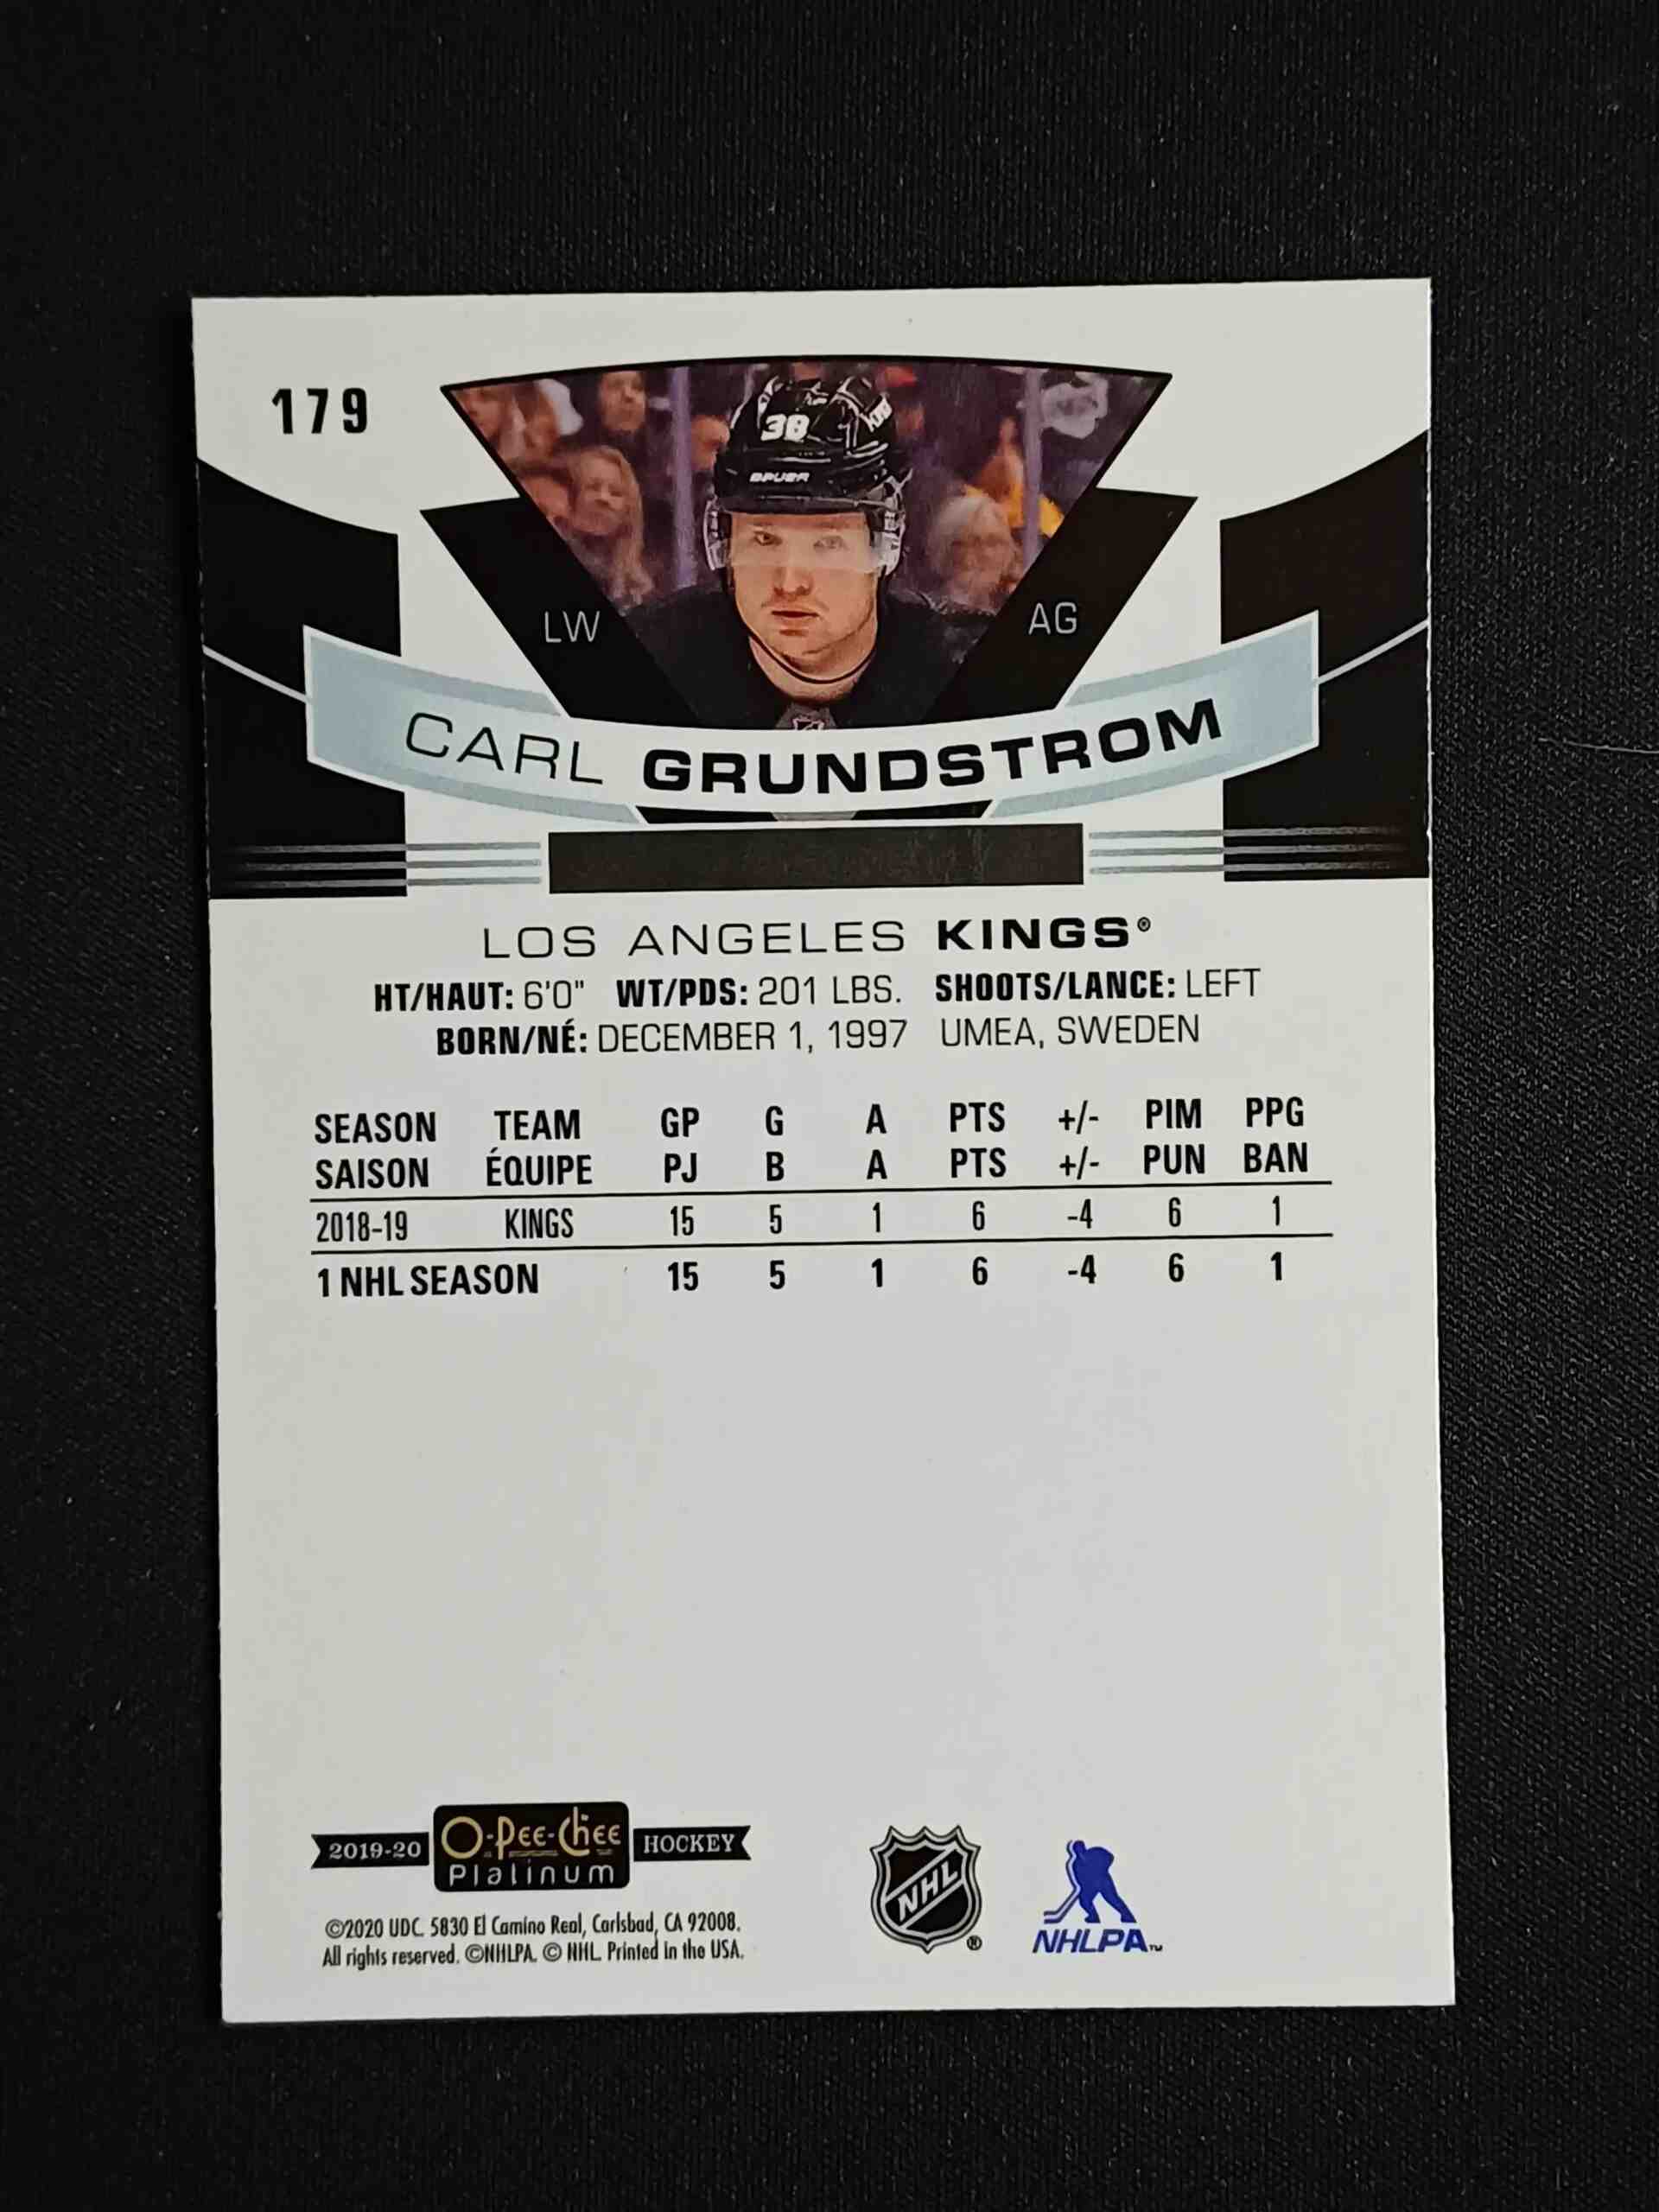 179
38
BAUER
LW
AG
CARL GRUNDSTROM
LOS ANGELES KINGS®
HT/HAUT: 6'0" WT/PDS: 201 LBS. SHOOTS/LANCE: LEFT
BORN/NÉ: DECEMBER 1, 1997 UMEA, SWEDEN
SEASON TEAM GP G A PTS +/- PIM PPG
SAISON ÉQUIPE PJ B A PTS +/- PUN BAN
2018-19 KINGS 15 5 1 6 -4 6 1
1 NHL SEASON 15 5 1 6 -4 6 1
2019-20 O-Pee-Chee HOCKEY
Platinum
©2020 UDC. 5830 El Camino Real, Carlsbad, CA 92008.
All rights reserved. ©NHLPA. © NHL. Printed in the USA.
NHL ®
NHLPA™